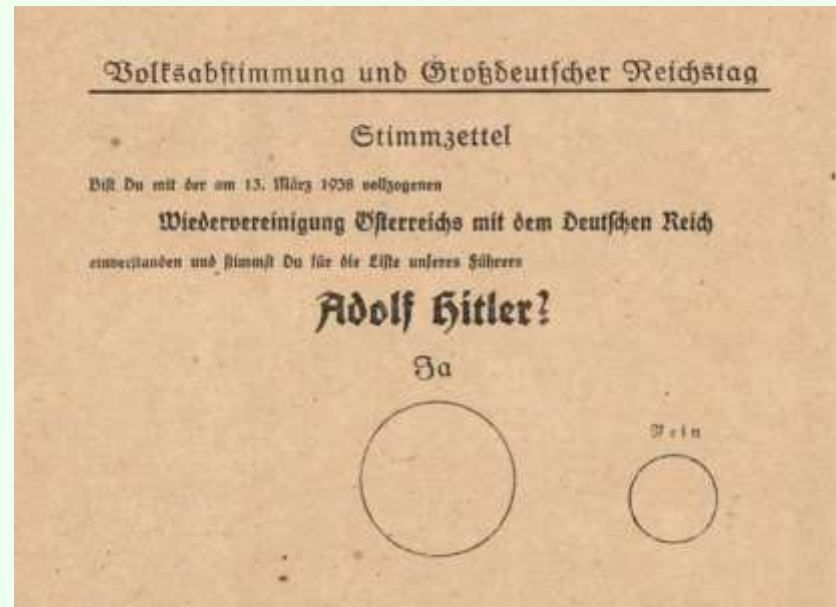 Volksabstimmung und Großdeutscher Reichstag
Stimmzettel
Bist Du mit der am 13. März 1938 vollzogenen
Wiedervereinigung Österreichs mit dem Deutschen Reich
einverstanden und stimmst Du für die Liste unseres Führers
Adolf Hitler?
Ja
Nein